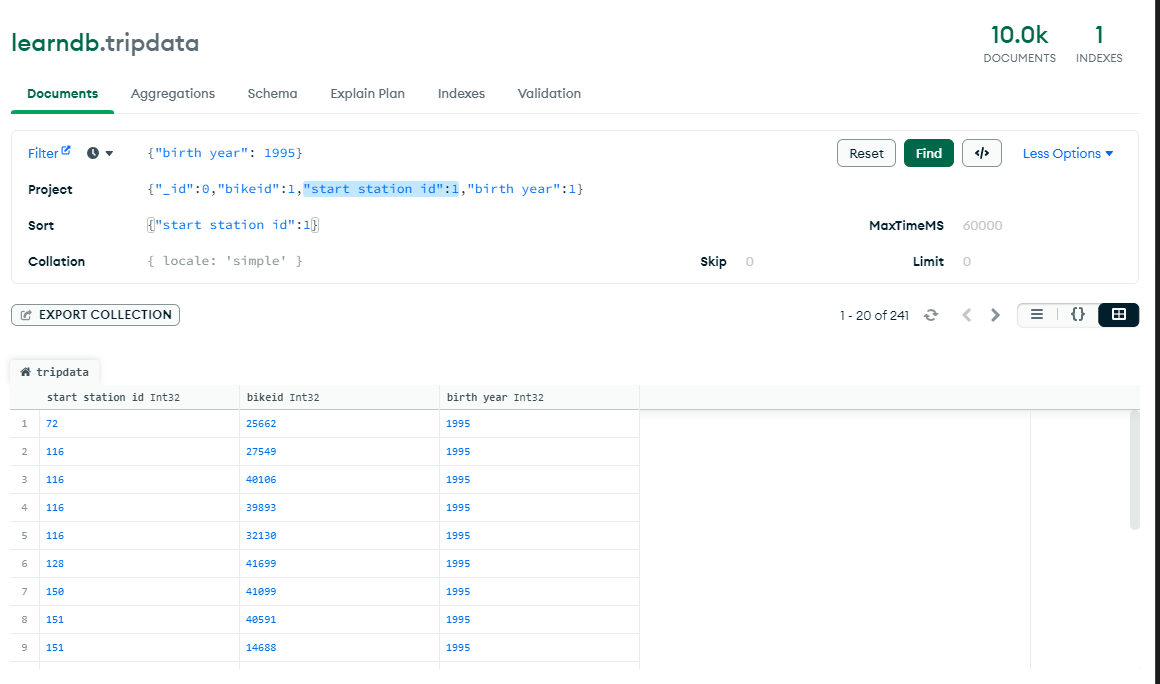 learndb.tripdata
10.0k 1
DOCUMENTS INDEXES
Documents Aggregations Schema Explain Plan Indexes Validation
Filter {"birth year": 1995} Reset Find </> Less Options
Project {"_id":0,"bikeid":1,"start station id":1,"birth year":1}
Sort {"start station id":1} MaxTimeMS 60000
Collation { locale: 'simple' } Skip 0 Limit 0
EXPORT COLLECTION 1 - 20 of 241 {}
tripdata
start station id Int32 bikeid Int32 birth year Int32
1 72 25662 1995
2 116 27549 1995
3 116 40106 1995
4 116 39893 1995
5 116 32130 1995
6 128 41699 1995
7 150 41099 1995
8 151 40591 1995
9 151 14688 1995